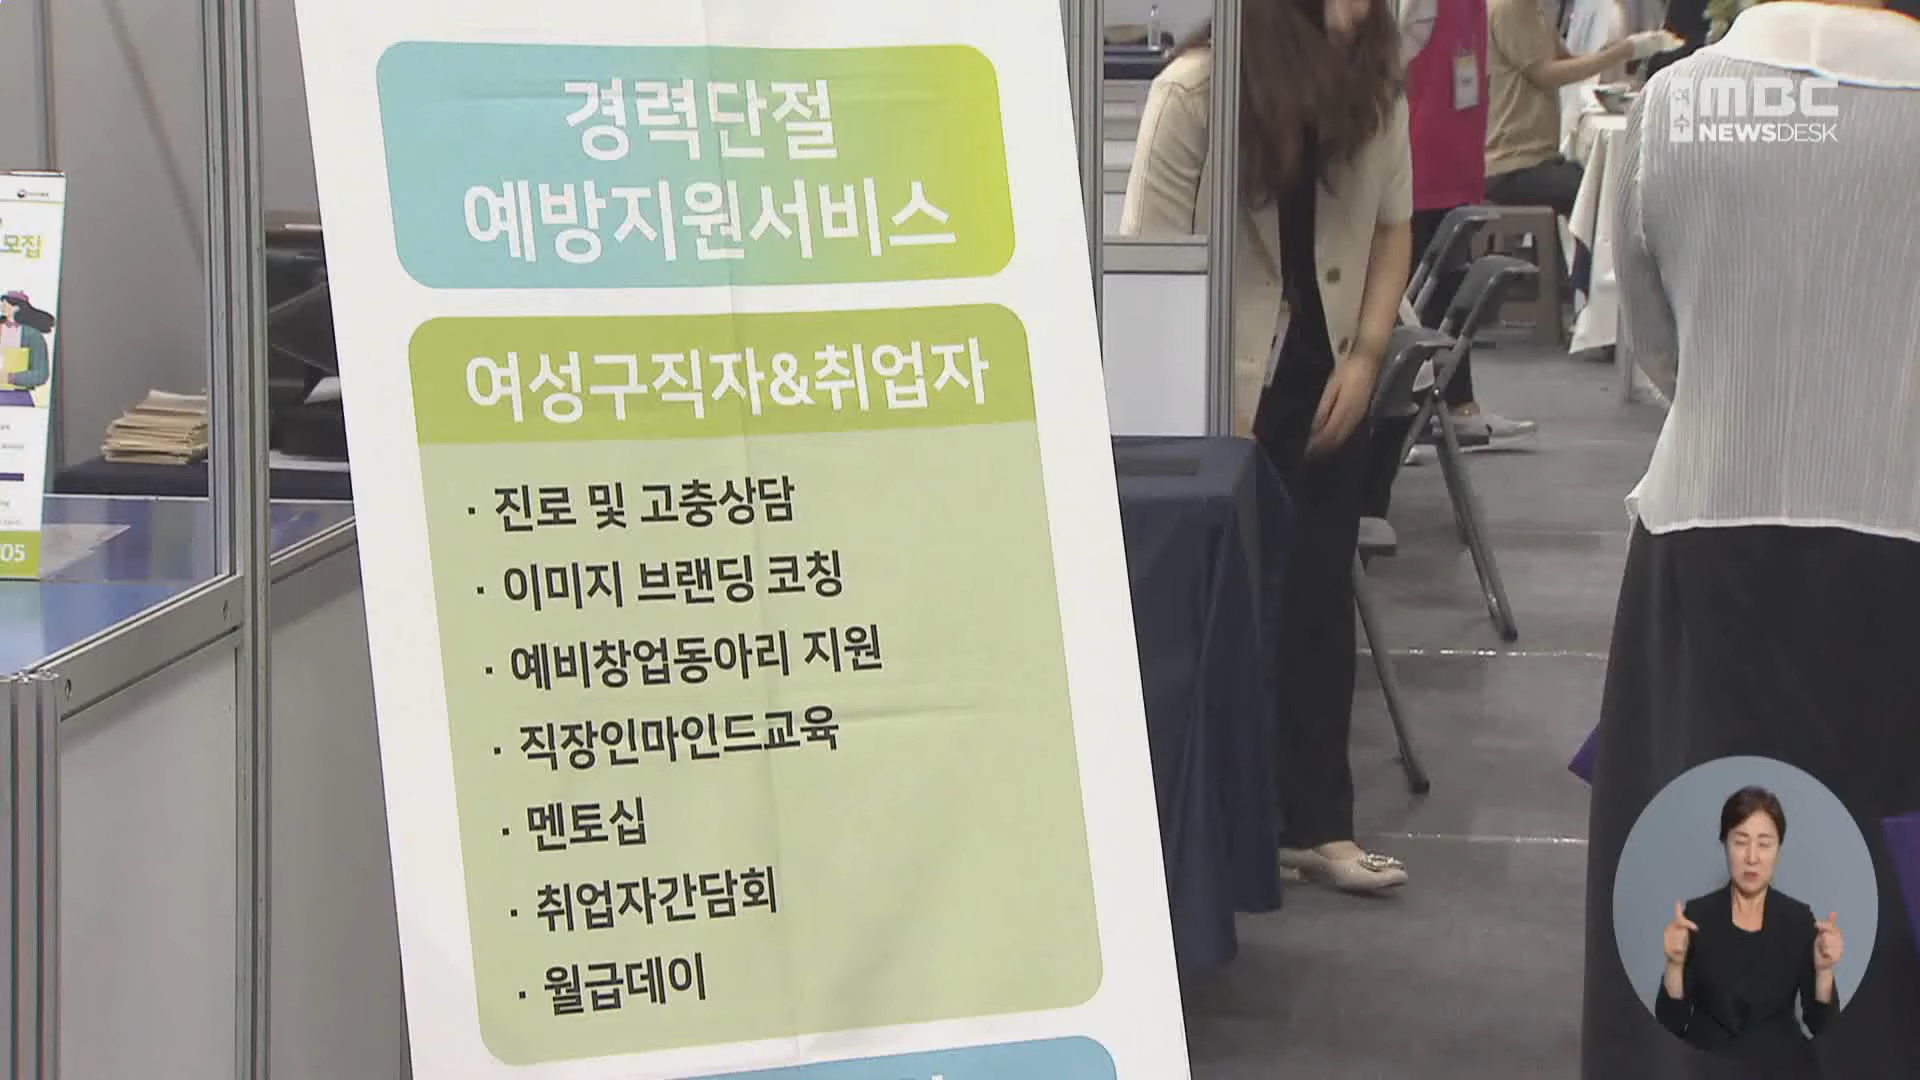 경력단절
예방지원서비스
여성구직자&취업자
· 진로 및 고충상담
· 이미지 브랜딩 코칭
· 예비창업동아리 지원
· 직장인마인드교육
· 멘토십
· 취업자간담회
· 월급데이
모집
05
여수 MBC
NEWSDESK